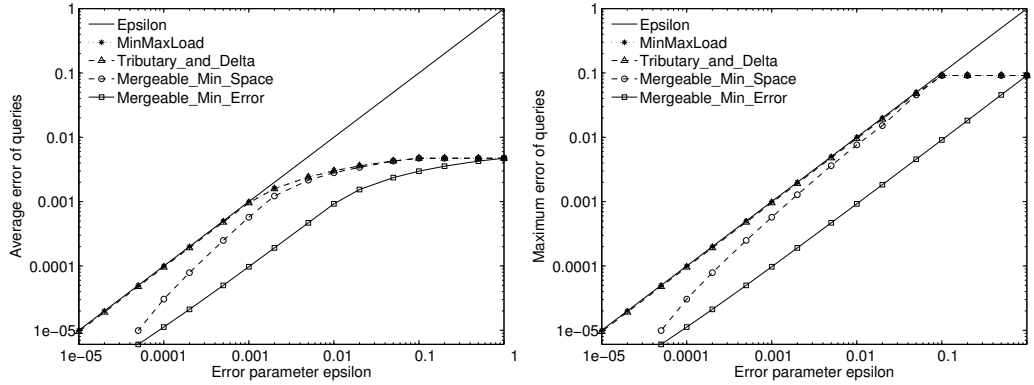 1
0.1
0.01
0.001
0.0001
1e-05
Average error of queries
Epsilon
MinMaxLoad
Tributary_and_Delta
Mergeable_Min_Space
Mergeable_Min_Error
1e-05 0.0001 0.001 0.01 0.1 1
Error parameter epsilon
1
0.1
0.01
0.001
0.0001
1e-05
Maximum error of queries
Epsilon
MinMaxLoad
Tributary_and_Delta
Mergeable_Min_Space
Mergeable_Min_Error
1e-05 0.0001 0.001 0.01 0.1
Error parameter epsilon